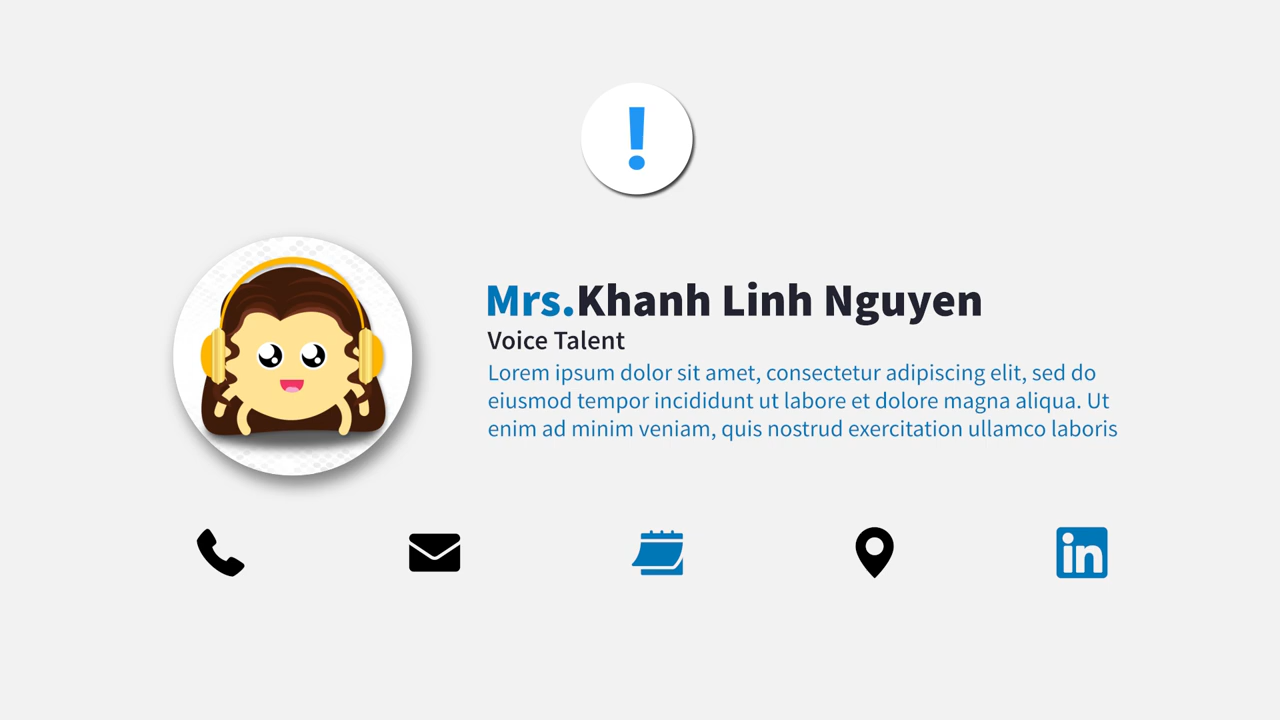 !
Mrs.Khanh Linh Nguyen
Voice Talent
Lorem ipsum dolor sit amet, consectetur adipiscing elit, sed do
eiusmod tempor incididunt ut labore et dolore magna aliqua. Ut
enim ad minim veniam, quis nostrud exercitation ullamco laboris
in